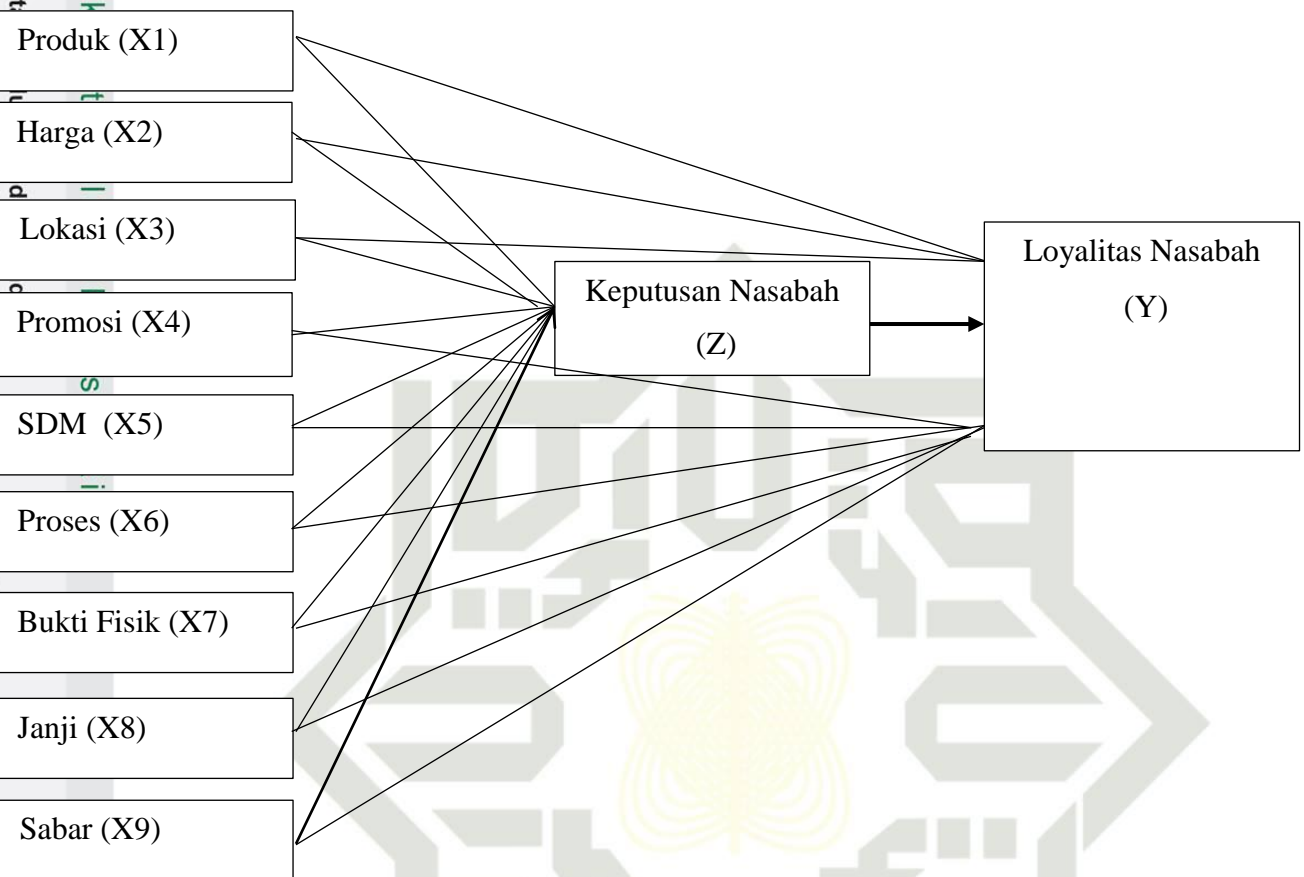 Produk (X1)
Harga (X2)
Lokasi (X3)
Promosi (X4)
SDM (X5)
Proses (X6)
Bukti Fisik (X7)
Janji (X8)
Sabar (X9)
Keputusan Nasabah
(Z)
Loyalitas Nasabah
(Y)